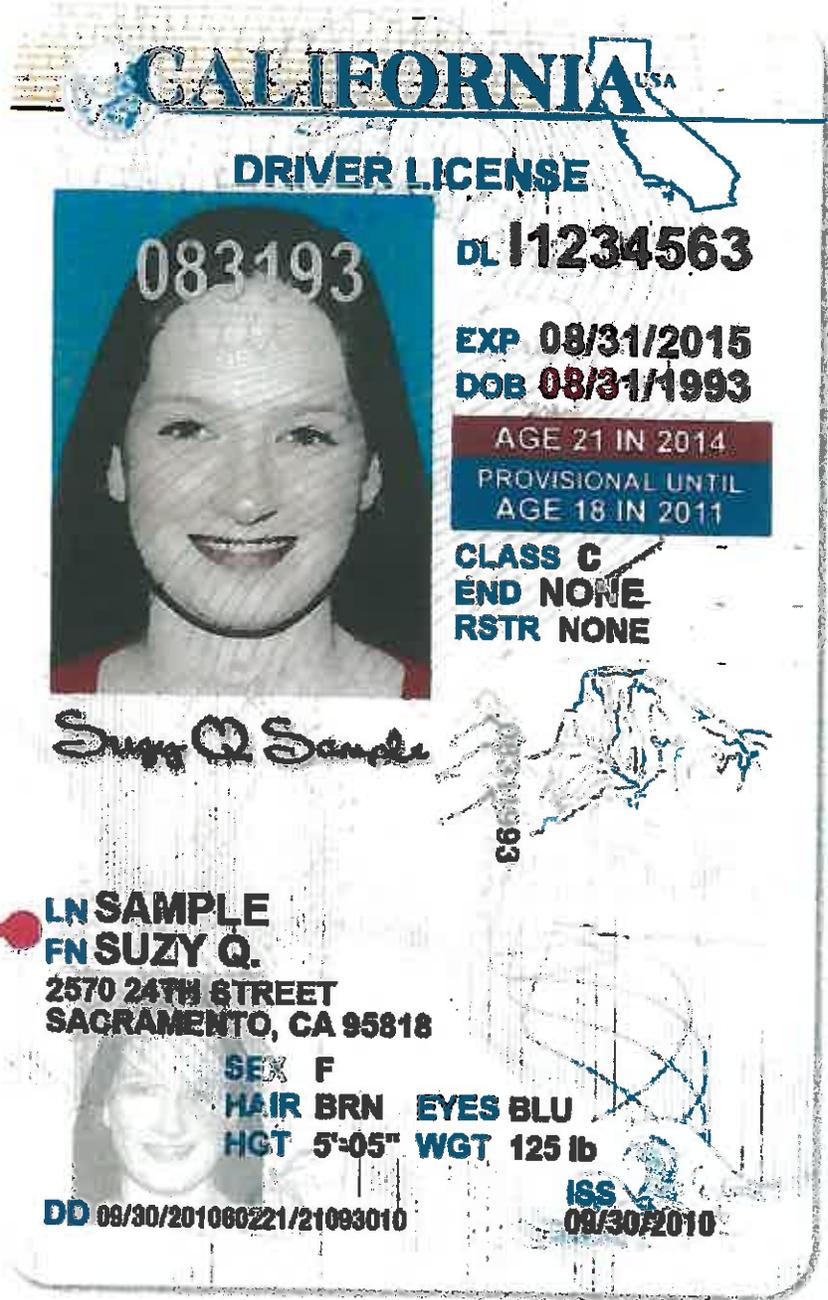 CALIFORNIA USA
DRIVER LICENSE
083193
DL I1234563
EXP 08/31/2015
DOB 08/31/1993
AGE 21 IN 2014
PROVISIONAL UNTIL
AGE 18 IN 2011
CLASS C
END NONE
RSTR NONE
Suzy Q Sample
LN SAMPLE
FN SUZY Q.
2570 24TH STREET
SACRAMENTO, CA 95818
SEX F
HAIR BRN EYES BLU
HGT 5'-05" WGT 125 lb
ISS
DD 09/30/201060221/21093010 09/30/2010